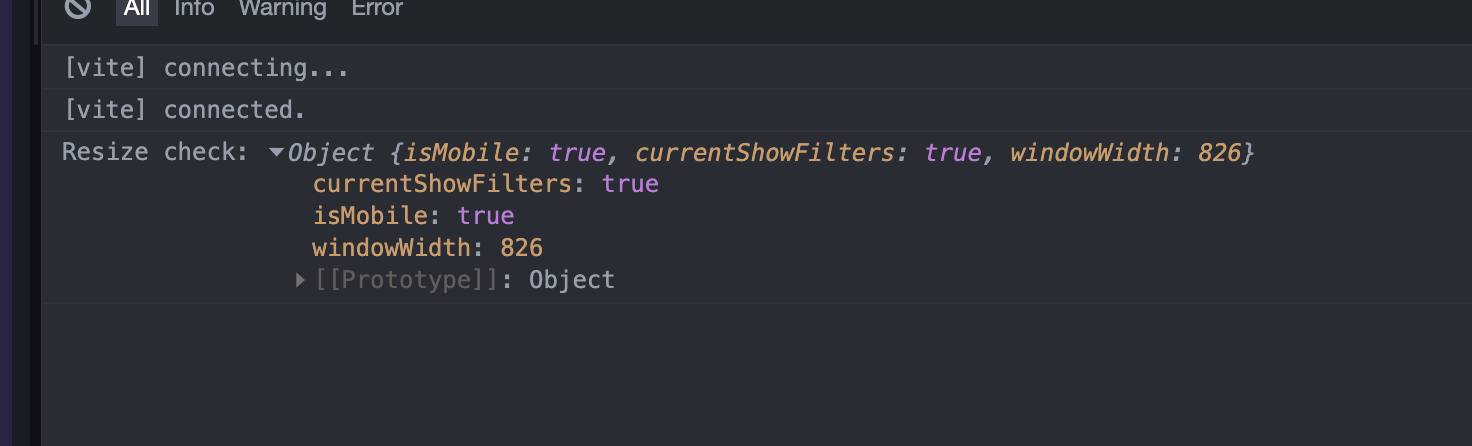 All Info Warning Error
[vite] connecting...
[vite] connected.
Resize check: ▼Object {isMobile: true, currentShowFilters: true, windowWidth: 826}
currentShowFilters: true
isMobile: true
windowWidth: 826
▶[[Prototype]]: Object